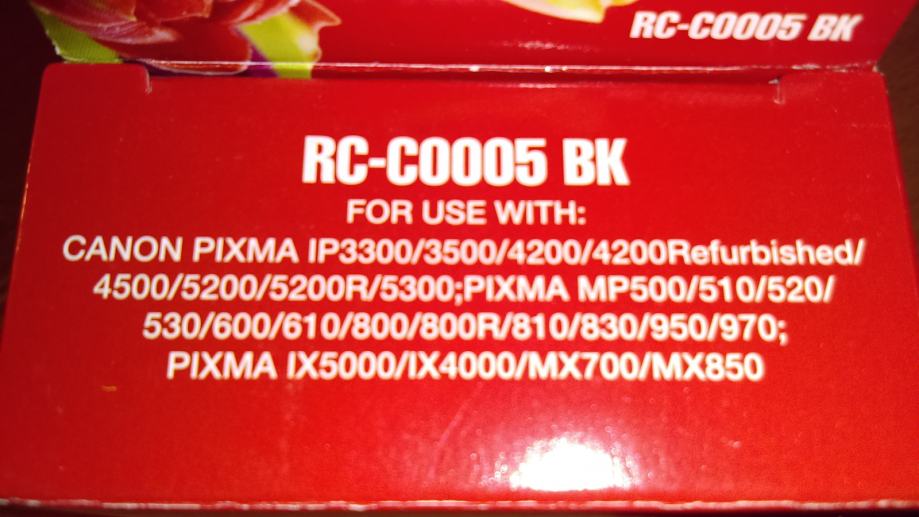 RC-C0005 BK
RC-C0005 BK
FOR USE WITH:
CANON PIXMA IP3300/3500/4200/4200Refurbished/
4500/5200/5200R/5300;PIXMA MP500/510/520/
530/600/610/800/800R/810/830/950/970;
PIXMA IX5000/IX4000/MX700/MX850